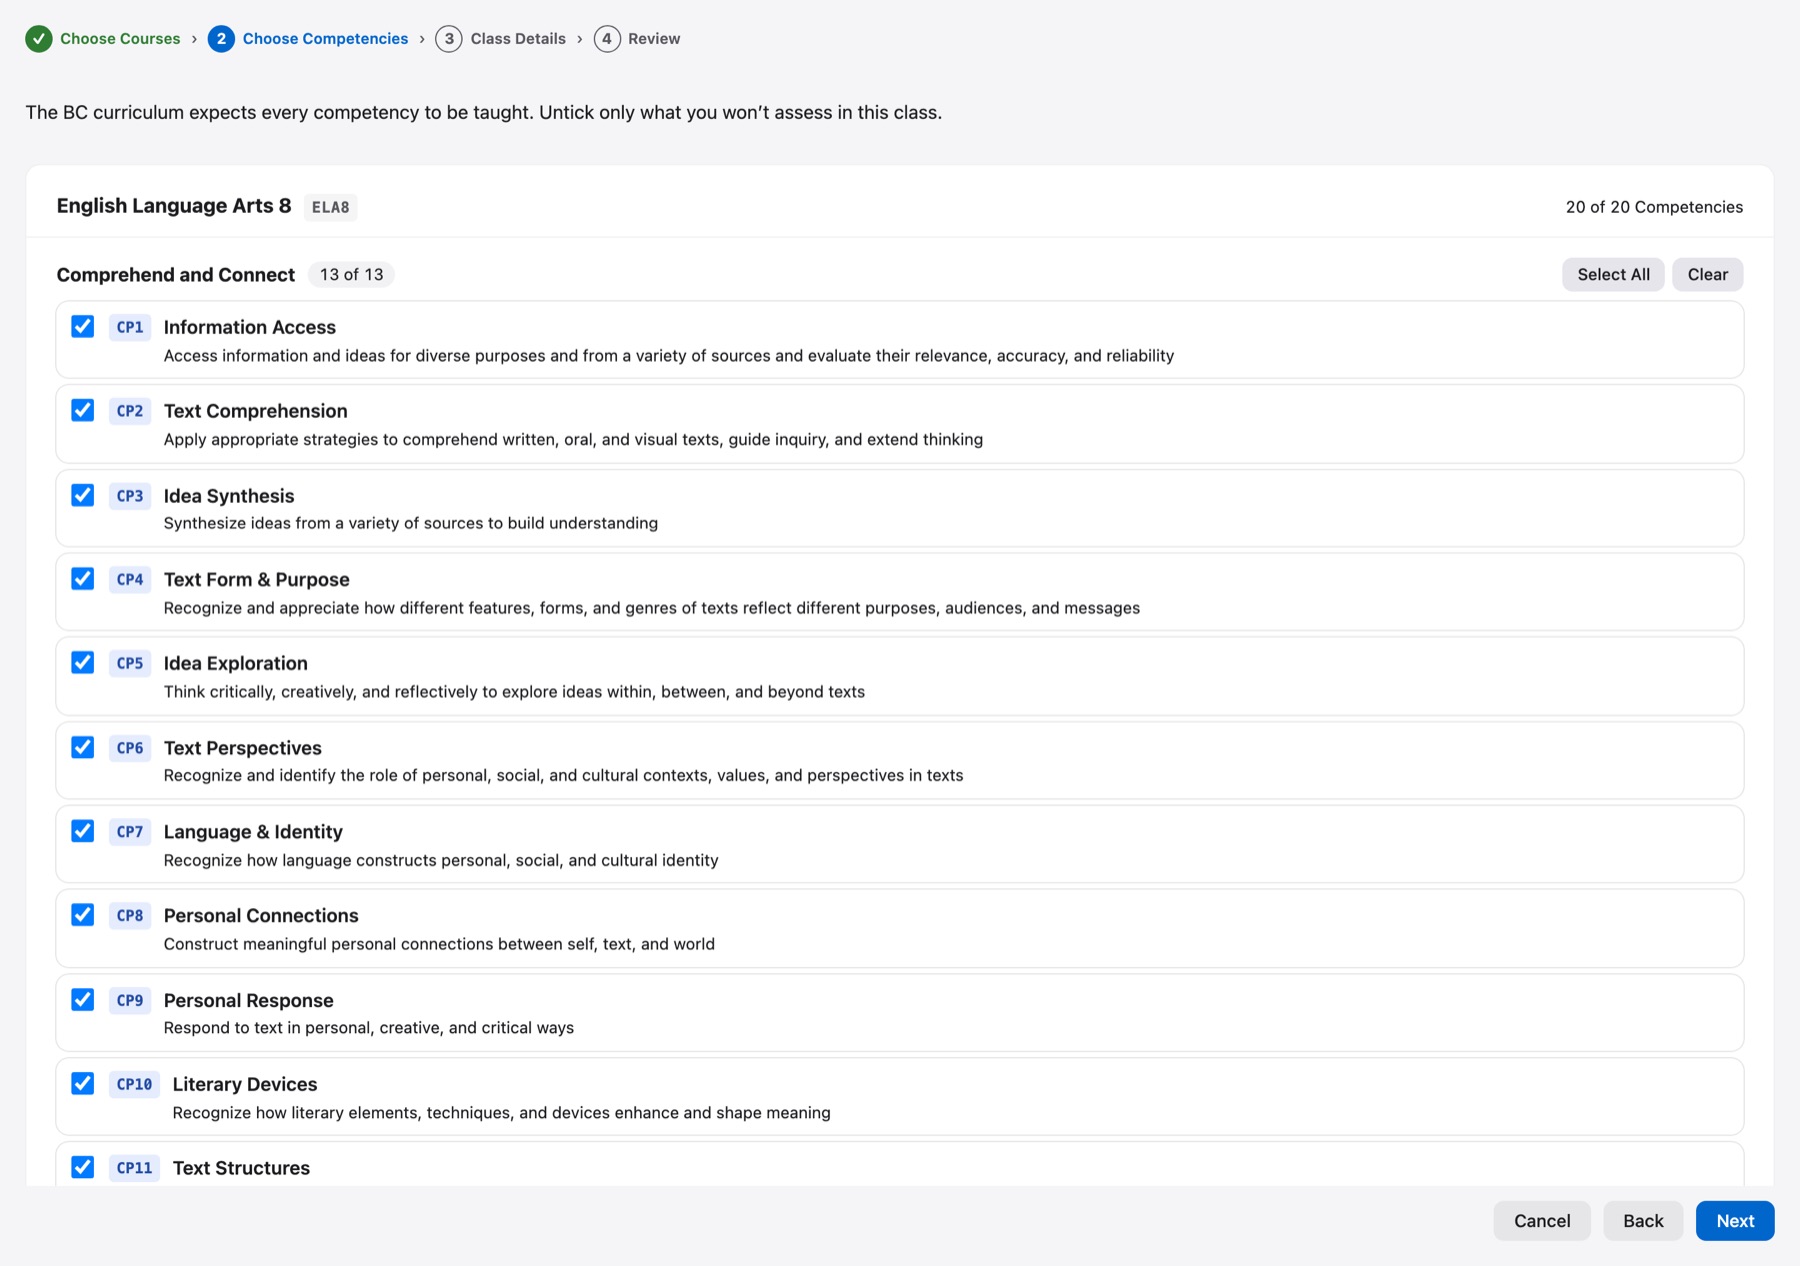 Choose Courses › 2 Choose Competencies › 3 Class Details › 4 Review
The BC curriculum expects every competency to be taught. Untick only what you won’t assess in this class.
English Language Arts 8 ELA8 20 of 20 Competencies
Comprehend and Connect 13 of 13 Select All Clear
CP1 Information Access
Access information and ideas for diverse purposes and from a variety of sources and evaluate their relevance, accuracy, and reliability
CP2 Text Comprehension
Apply appropriate strategies to comprehend written, oral, and visual texts, guide inquiry, and extend thinking
CP3 Idea Synthesis
Synthesize ideas from a variety of sources to build understanding
CP4 Text Form & Purpose
Recognize and appreciate how different features, forms, and genres of texts reflect different purposes, audiences, and messages
CP5 Idea Exploration
Think critically, creatively, and reflectively to explore ideas within, between, and beyond texts
CP6 Text Perspectives
Recognize and identify the role of personal, social, and cultural contexts, values, and perspectives in texts
CP7 Language & Identity
Recognize how language constructs personal, social, and cultural identity
CP8 Personal Connections
Construct meaningful personal connections between self, text, and world
CP9 Personal Response
Respond to text in personal, creative, and critical ways
CP10 Literary Devices
Recognize how literary elements, techniques, and devices enhance and shape meaning
CP11 Text Structures
Cancel Back Next